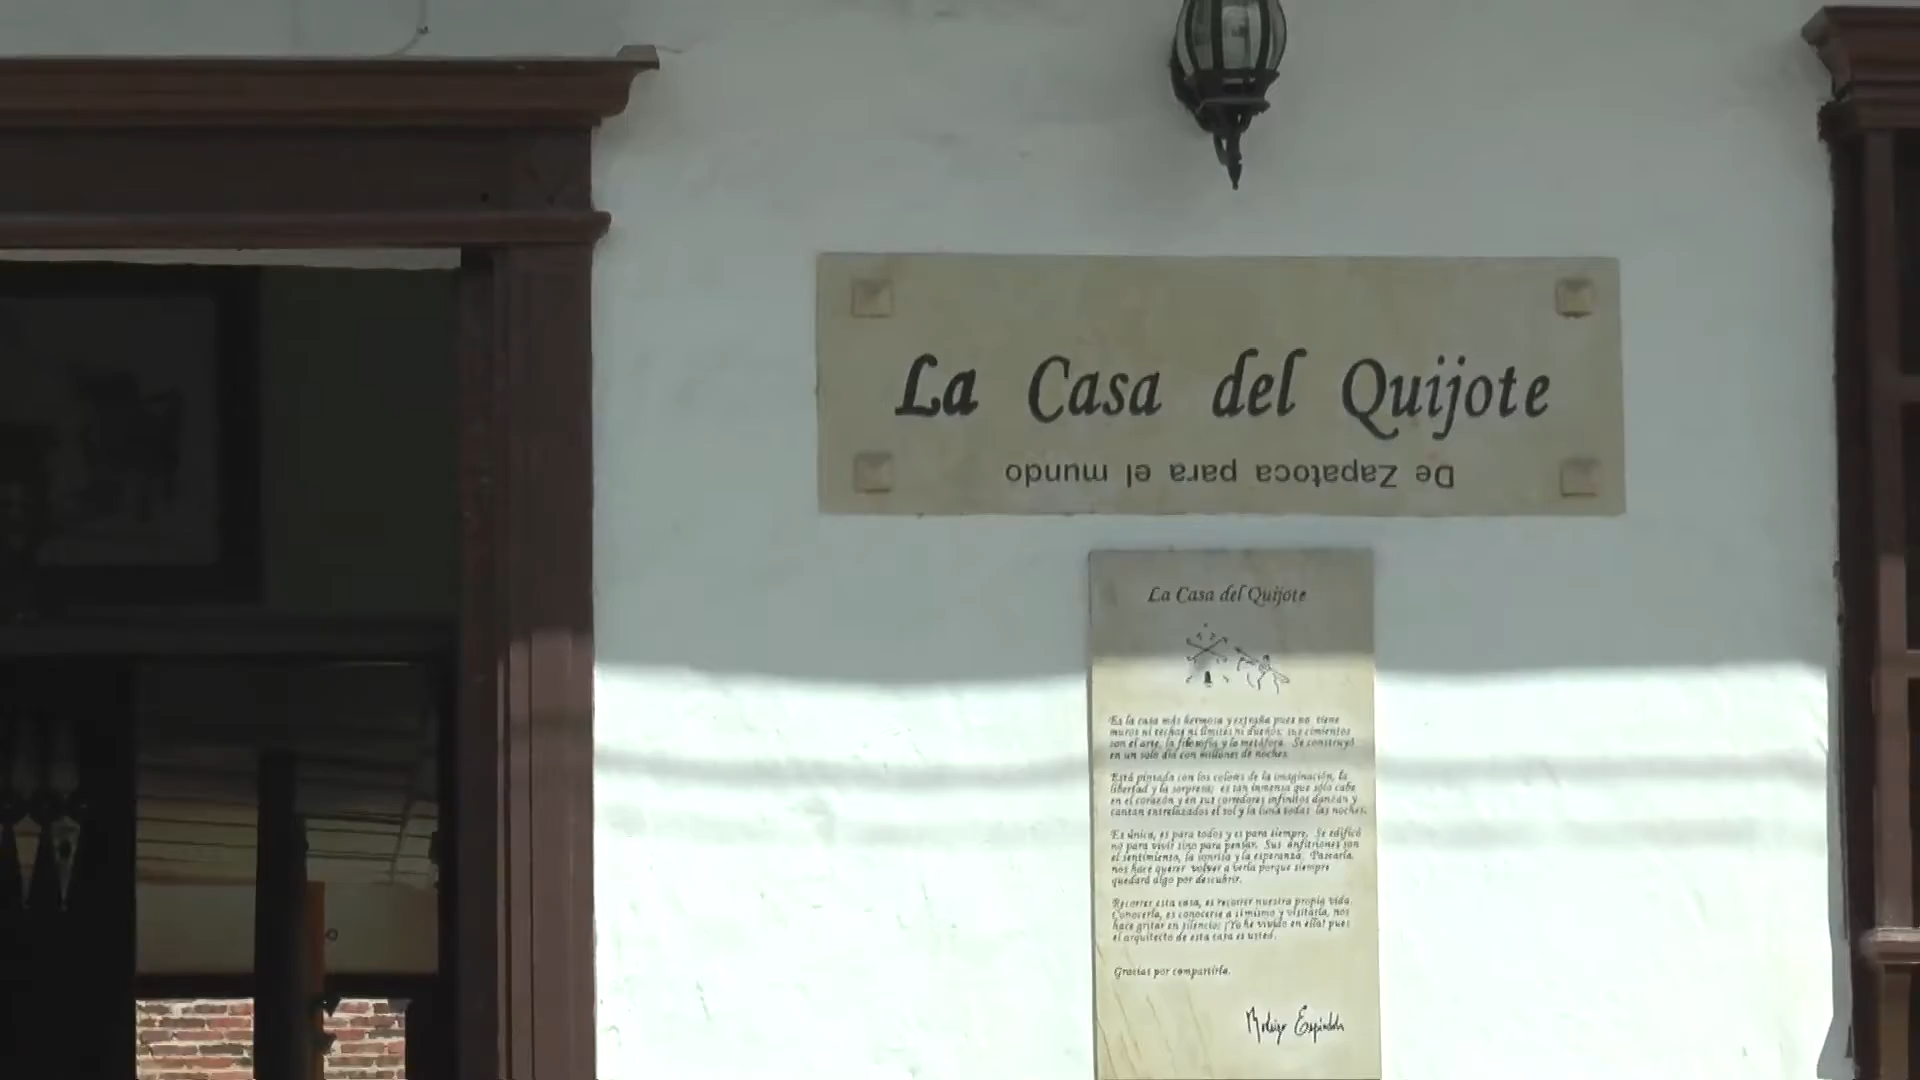 La Casa del Quijote
De Zapatoca para el mundo
La Casa del Quijote
Es la casa más hermosa y extraña pues no tiene
muros ni techos ni límites ni dueños; sus cimientos
son el arte, la filosofía y la metáfora. Se construyó
en un solo día con millones de noches.
Está pintada con los colores de la imaginación, la
libertad y la sorpresa; es tan inmensa que sólo cabe
en el corazón y en sus corredores infinitos danzan y
cantan entrelazados el sol y la luna todas las noches.
Es única, es para todos y es para siempre. Se edificó
no para vivir sino para pensar. Sus anfitriones son
el sentimiento, la sonrisa y la esperanza. Pasearla,
nos hace querer volver a verla porque siempre
quedará algo por descubrir.
Recorrer esta casa, es recorrer nuestra propia vida.
Conocerla, es conocerse a sí mismo y visitarla, nos
hace gritar en silencio: ¡Yo he vivido en ella! pues
el arquitecto de esta casa es usted.
Gracias por compartirla.
Rodrigo Espíndola